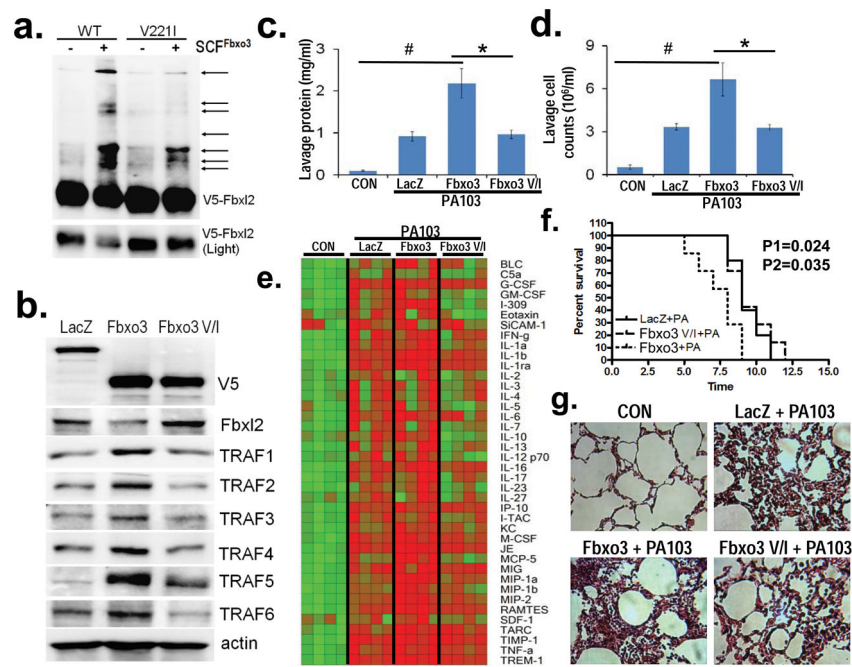 a.
WT V221I
- + - + SCFFbxo3
V5-Fbxl2
V5-Fbxl2
(Light)
b.
LacZ Fbxo3 Fbxo3 V/I
V5
Fbxl2
TRAF1
TRAF2
TRAF3
TRAF4
TRAF5
TRAF6
actin
c.
Lavage protein (mg/ml)
3
2
1
0
# *
CON LacZ Fbxo3 Fbxo3 V/I
PA103
d.
Lavage cell
counts (10⁶/ml)
9
6
3
0
# *
CON LacZ Fbxo3 Fbxo3 V/I
PA103
e.
PA103
CON LacZ Fbxo3 Fbxo3 V/I
BLC
C5a
G-CSF
GM-CSF
I-309
Eotaxin
SiCAM-1
IFN-g
IL-1a
IL-1b
IL-1ra
IL-2
IL-3
IL-4
IL-5
IL-6
IL-7
IL-10
IL-13
IL-12 p70
IL-16
IL-17
IL-23
IL-27
IP-10
I-TAC
KC
M-CSF
JE
MCP-5
MIG
MIP-1a
MIP-1b
MIP-2
RAMTES
SDF-1
TARC
TIMP-1
TNF-a
TREM-1
f.
Percent survival
110
100
90
80
70
60
50
40
30
20
10
0
P1=0.024
P2=0.035
LacZ+PA
Fbxo3 V/I+PA
Fbxo3+PA
0.0 2.5 5.0 7.5 10.0 12.5 15.0
Time
g.
CON LacZ + PA103
Fbxo3 + PA103 Fbxo3 V/I + PA103